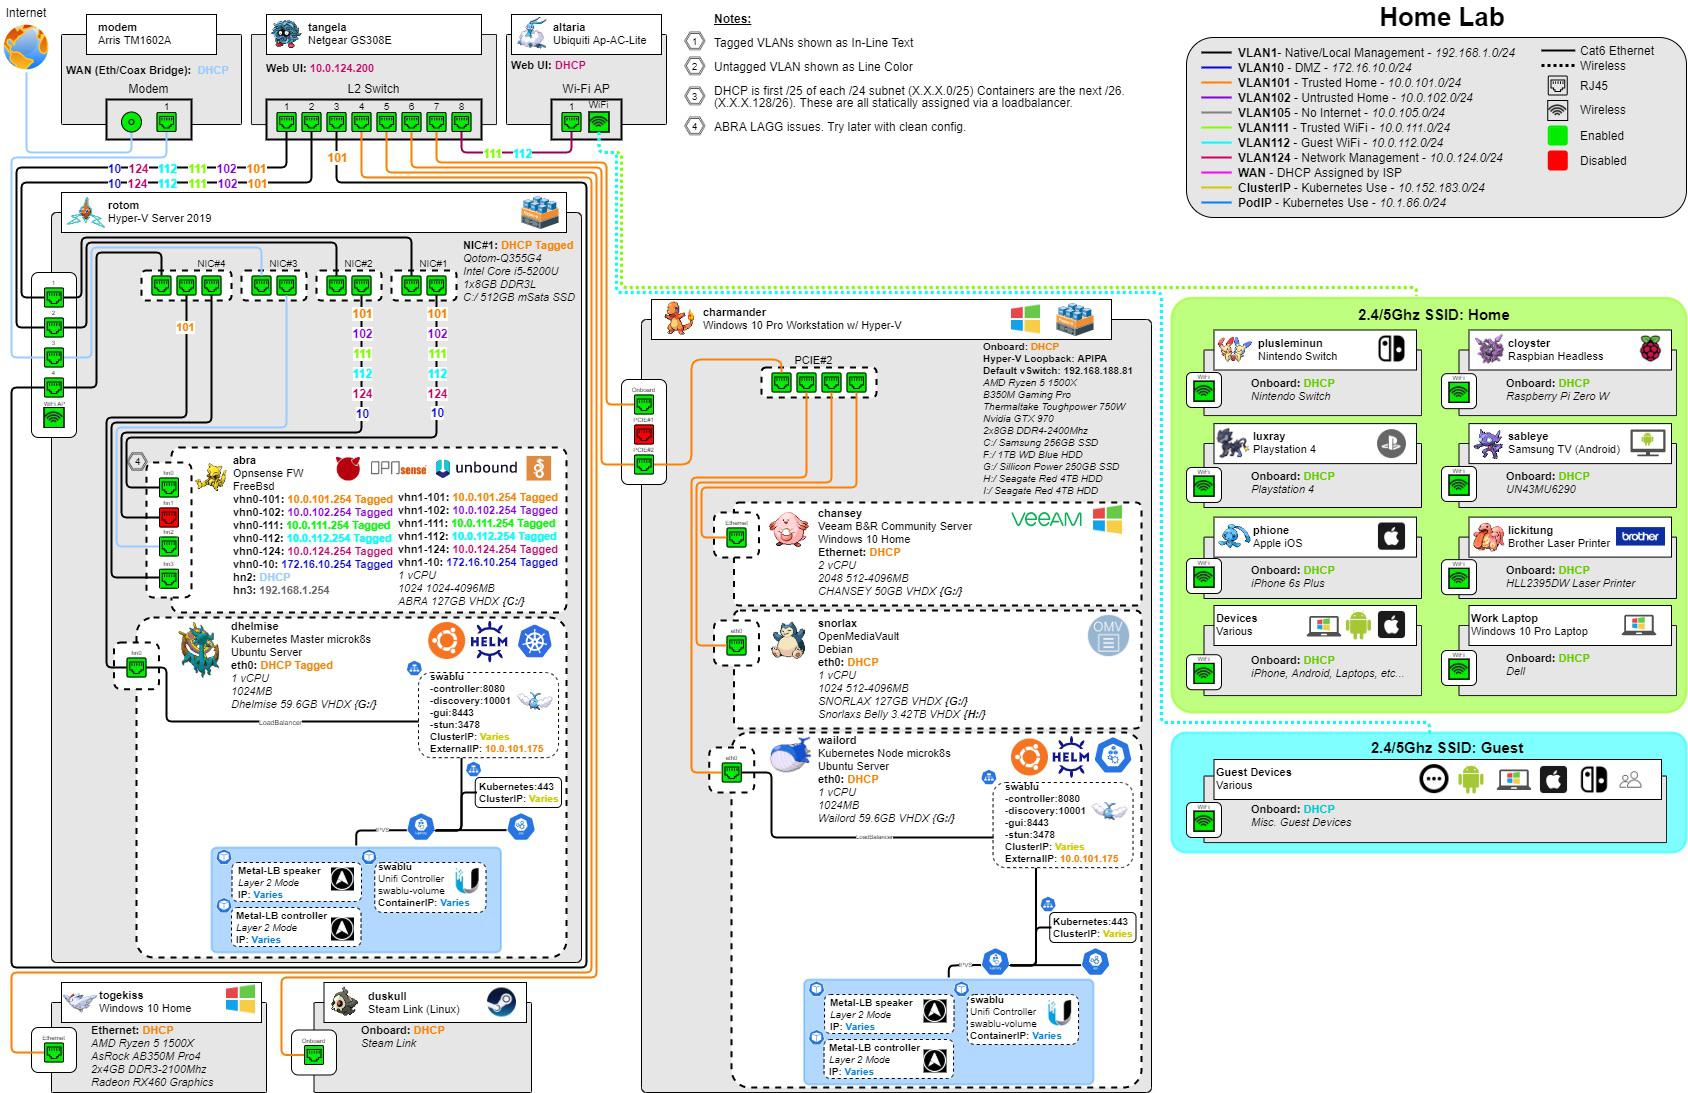 Internet
modem
Arris TM1602A
WAN (Eth/Coax Bridge): DHCP
Modem
1
tangela
Netgear GS308E
Web UI: 10.0.124.200
L2 Switch
1 2 3 4 5 6 7 8
altaria
Ubiquiti Ap-AC-Lite
Web UI: DHCP
Wi-Fi AP
1 WiFi
Notes:
1 Tagged VLANs shown as In-Line Text
2 Untagged VLAN shown as Line Color
3 DHCP is first /25 of each /24 subnet (X.X.X.0/25) Containers are the next /26.
(X.X.X.128/26). These are all statically assigned via a loadbalancer.
4 ABRA LAGG issues. Try later with clean config.
Home Lab
VLAN1- Native/Local Management - 192.168.1.0/24
VLAN10 - DMZ - 172.16.10.0/24
VLAN101 - Trusted Home - 10.0.101.0/24
VLAN102 - Untrusted Home - 10.0.102.0/24
VLAN105 - No Internet - 10.0.105.0/24
VLAN111 - Trusted WiFi - 10.0.111.0/24
VLAN112 - Guest WiFi - 10.0.112.0/24
VLAN124 - Network Management - 10.0.124.0/24
WAN - DHCP Assigned by ISP
ClusterIP - Kubernetes Use - 10.152.183.0/24
PodIP - Kubernetes Use - 10.1.86.0/24
Cat6 Ethernet
Wireless
RJ45
Wireless
Enabled
Disabled
101
111 112
10 124 112 111 102 101
10 124 112 111 102 101
rotom
Hyper-V Server 2019
NIC#1: DHCP Tagged
Qotom-Q355G4
Intel Core i5-5200U
1x8GB DDR3L
C:/ 512GB mSata SSD
NIC#4
NIC#3
NIC#2
NIC#1
1
2
3
4
WiFi AP
101
101
102
111
112
124
10
101
102
111
112
124
10
4
hn0
hn1
hn2
hn3
abra
Opnsense FW
FreeBsd
OPNsense
unbound
vhn0-101: 10.0.101.254 Tagged
vhn0-102: 10.0.102.254 Tagged
vhn0-111: 10.0.111.254 Tagged
vhn0-112: 10.0.112.254 Tagged
vhn0-124: 10.0.124.254 Tagged
vhn0-10: 172.16.10.254 Tagged
hn2: DHCP
hn3: 192.168.1.254
vhn1-101: 10.0.101.254 Tagged
vhn1-102: 10.0.102.254 Tagged
vhn1-111: 10.0.111.254 Tagged
vhn1-112: 10.0.112.254 Tagged
vhn1-124: 10.0.124.254 Tagged
vhn1-10: 172.16.10.254 Tagged
1 vCPU
1024 1024-4096MB
ABRA 127GB VHDX {C:/}
hn0
dhelmise
Kubernetes Master microk8s
Ubuntu Server
eth0: DHCP Tagged
1 vCPU
1024MB
Dhelmise 59.6GB VHDX {G:/}
HELM
LoadBalancer
swablu
-controller:8080
-discovery:10001
-gui:8443
-stun:3478
ClusterIP: Varies
ExternalIP: 10.0.101.175
Kubernetes:443
ClusterIP: Varies
IPVS
Metal-LB speaker
Layer 2 Mode
IP: Varies
Metal-LB controller
Layer 2 Mode
IP: Varies
swablu
Unifi Controller
swablu-volume
ContainerIP: Varies
togekiss
Windows 10 Home
Ethernet
Ethernet: DHCP
AMD Ryzen 5 1500X
AsRock AB350M Pro4
2x4GB DDR3-2100Mhz
Radeon RX460 Graphics
duskull
Steam Link (Linux)
Onboard
Onboard: DHCP
Steam Link
charmander
Windows 10 Pro Workstation w/ Hyper-V
Onboard: DHCP
Hyper-V Loopback: APIPA
Default vSwitch: 192.168.188.81
AMD Ryzen 5 1500X
B350M Gaming Pro
Thermaltake Toughpower 750W
Nvidia GTX 970
2x8GB DDR4-2400Mhz
C:/ Samsung 256GB SSD
F:/ 1TB WD Blue HDD
G:/ Sillicon Power 250GB SSD
H:/ Seagate Red 4TB HDD
I:/ Seagate Red 4TB HDD
PCIE#2
Onboard
PCIE#1
PCIE#2
Ethernet
chansey
Veeam B&R Community Server
Windows 10 Home
Ethernet: DHCP
2 vCPU
2048 512-4096MB
CHANSEY 50GB VHDX {G:/}
VEEAM
eth0
snorlax
OpenMediaVault
Debian
eth0: DHCP
1 vCPU
1024 512-4096MB
SNORLAX 127GB VHDX {G:/}
Snorlaxs Belly 3.42TB VHDX {H:/}
OMV
eth0
wailord
Kubernetes Node microk8s
Ubuntu Server
eth0: DHCP
1 vCPU
1024MB
Wailord 59.6GB VHDX {G:/}
HELM
LoadBalancer
swablu
-controller:8080
-discovery:10001
-gui:8443
-stun:3478
ClusterIP: Varies
ExternalIP: 10.0.101.175
Kubernetes:443
ClusterIP: Varies
IPVS
Metal-LB speaker
Layer 2 Mode
IP: Varies
Metal-LB controller
Layer 2 Mode
IP: Varies
swablu
Unifi Controller
swablu-volume
ContainerIP: Varies
2.4/5Ghz SSID: Home
plusleminun
Nintendo Switch
WiFi
Onboard: DHCP
Nintendo Switch
cloyster
Raspbian Headless
WiFi
Onboard: DHCP
Raspberry Pi Zero W
luxray
Playstation 4
WiFi
Onboard: DHCP
Playstation 4
sableye
Samsung TV (Android)
WiFi
Onboard: DHCP
UN43MU6290
phione
Apple iOS
WiFi
Onboard: DHCP
iPhone 6s Plus
lickitung
Brother Laser Printer
brother
WiFi
Onboard: DHCP
HLL2395DW Laser Printer
Devices
Various
WiFi
Onboard: DHCP
iPhone, Android, Laptops, etc...
Work Laptop
Windows 10 Pro Laptop
WiFi
Onboard: DHCP
Dell
2.4/5Ghz SSID: Guest
Guest Devices
Various
WiFi
Onboard: DHCP
Misc. Guest Devices